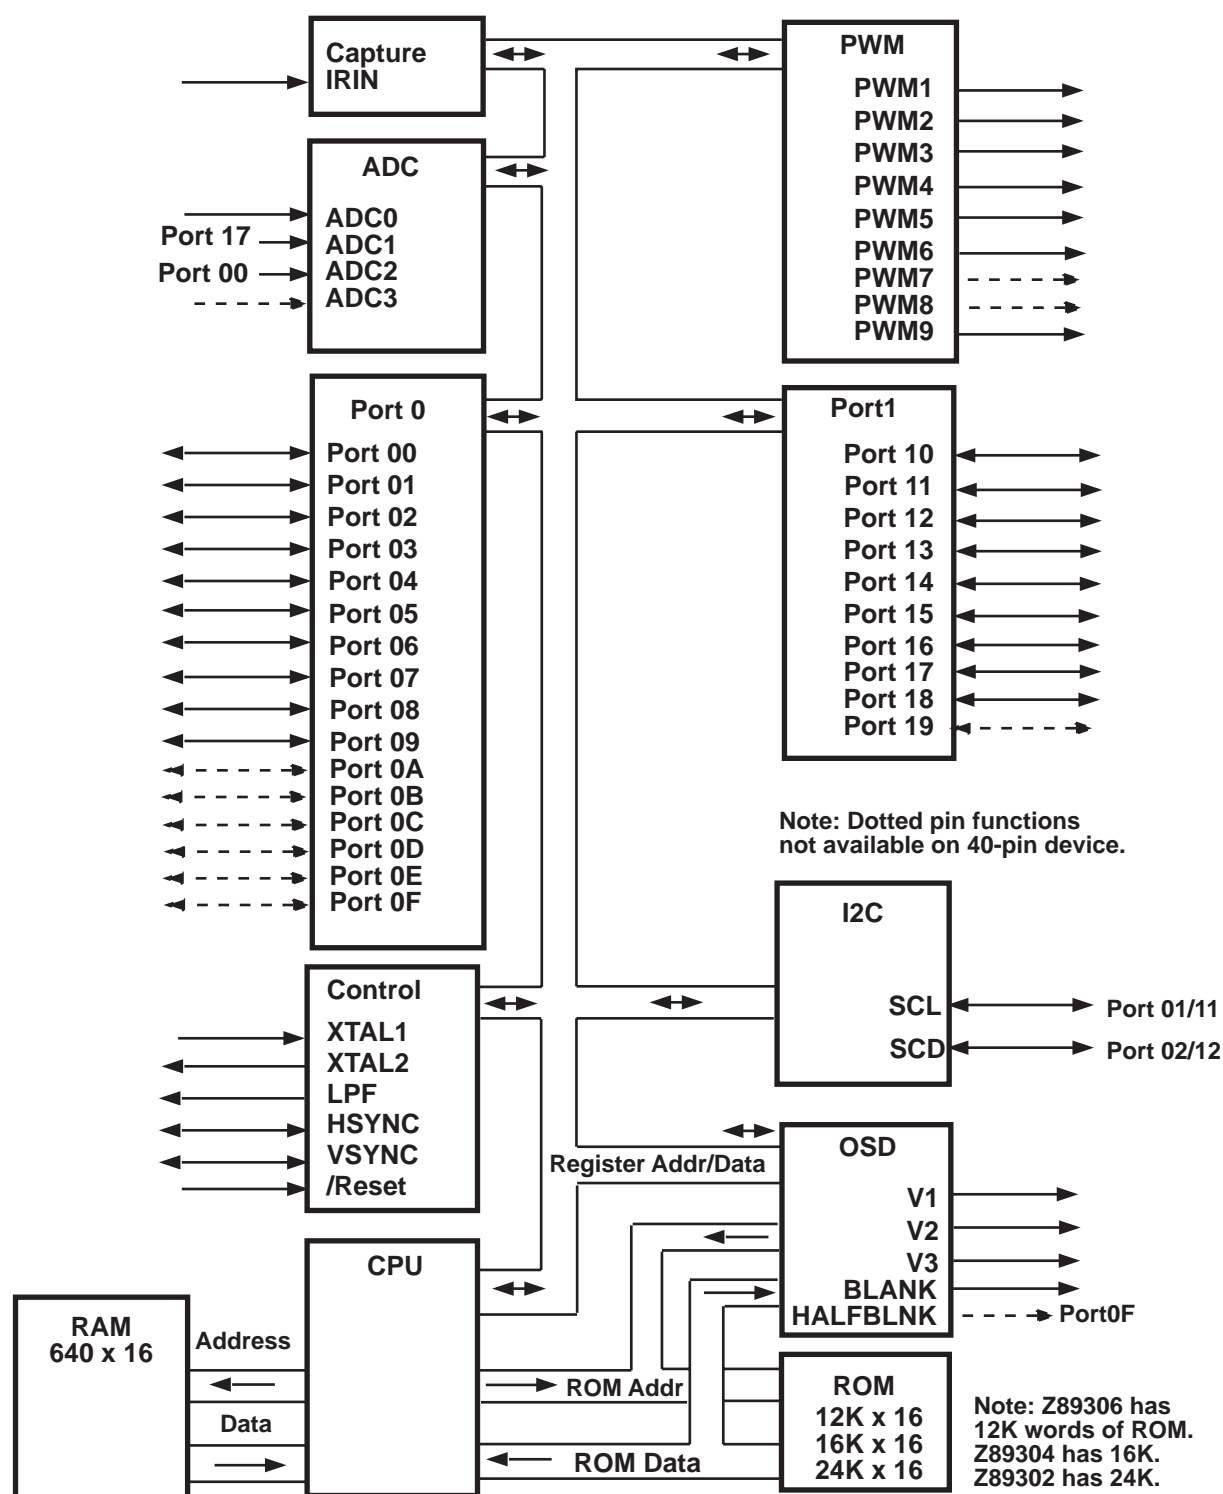 Capture
IRIN
ADC
ADC0
Port 17
ADC1
Port 00
ADC2
ADC3
Port 0
Port 00
Port 01
Port 02
Port 03
Port 04
Port 05
Port 06
Port 07
Port 08
Port 09
Port 0A
Port 0B
Port 0C
Port 0D
Port 0E
Port 0F
Control
XTAL1
XTAL2
LPF
HSYNC
VSYNC
/Reset
CPU
RAM
640 x 16
Address
Data
PWM
PWM1
PWM2
PWM3
PWM4
PWM5
PWM6
PWM7
PWM8
PWM9
Port1
Port 10
Port 11
Port 12
Port 13
Port 14
Port 15
Port 16
Port 17
Port 18
Port 19
Note: Dotted pin functions
not available on 40-pin device.
I2C
SCL
Port 01/11
SCD
Port 02/12
Register Addr/Data
OSD
V1
V2
V3
BLANK
HALFBLNK
Port0F
ROM Addr
ROM Data
ROM
12K x 16
16K x 16
24K x 16
Note: Z89306 has
12K words of ROM.
Z89304 has 16K.
Z89302 has 24K.